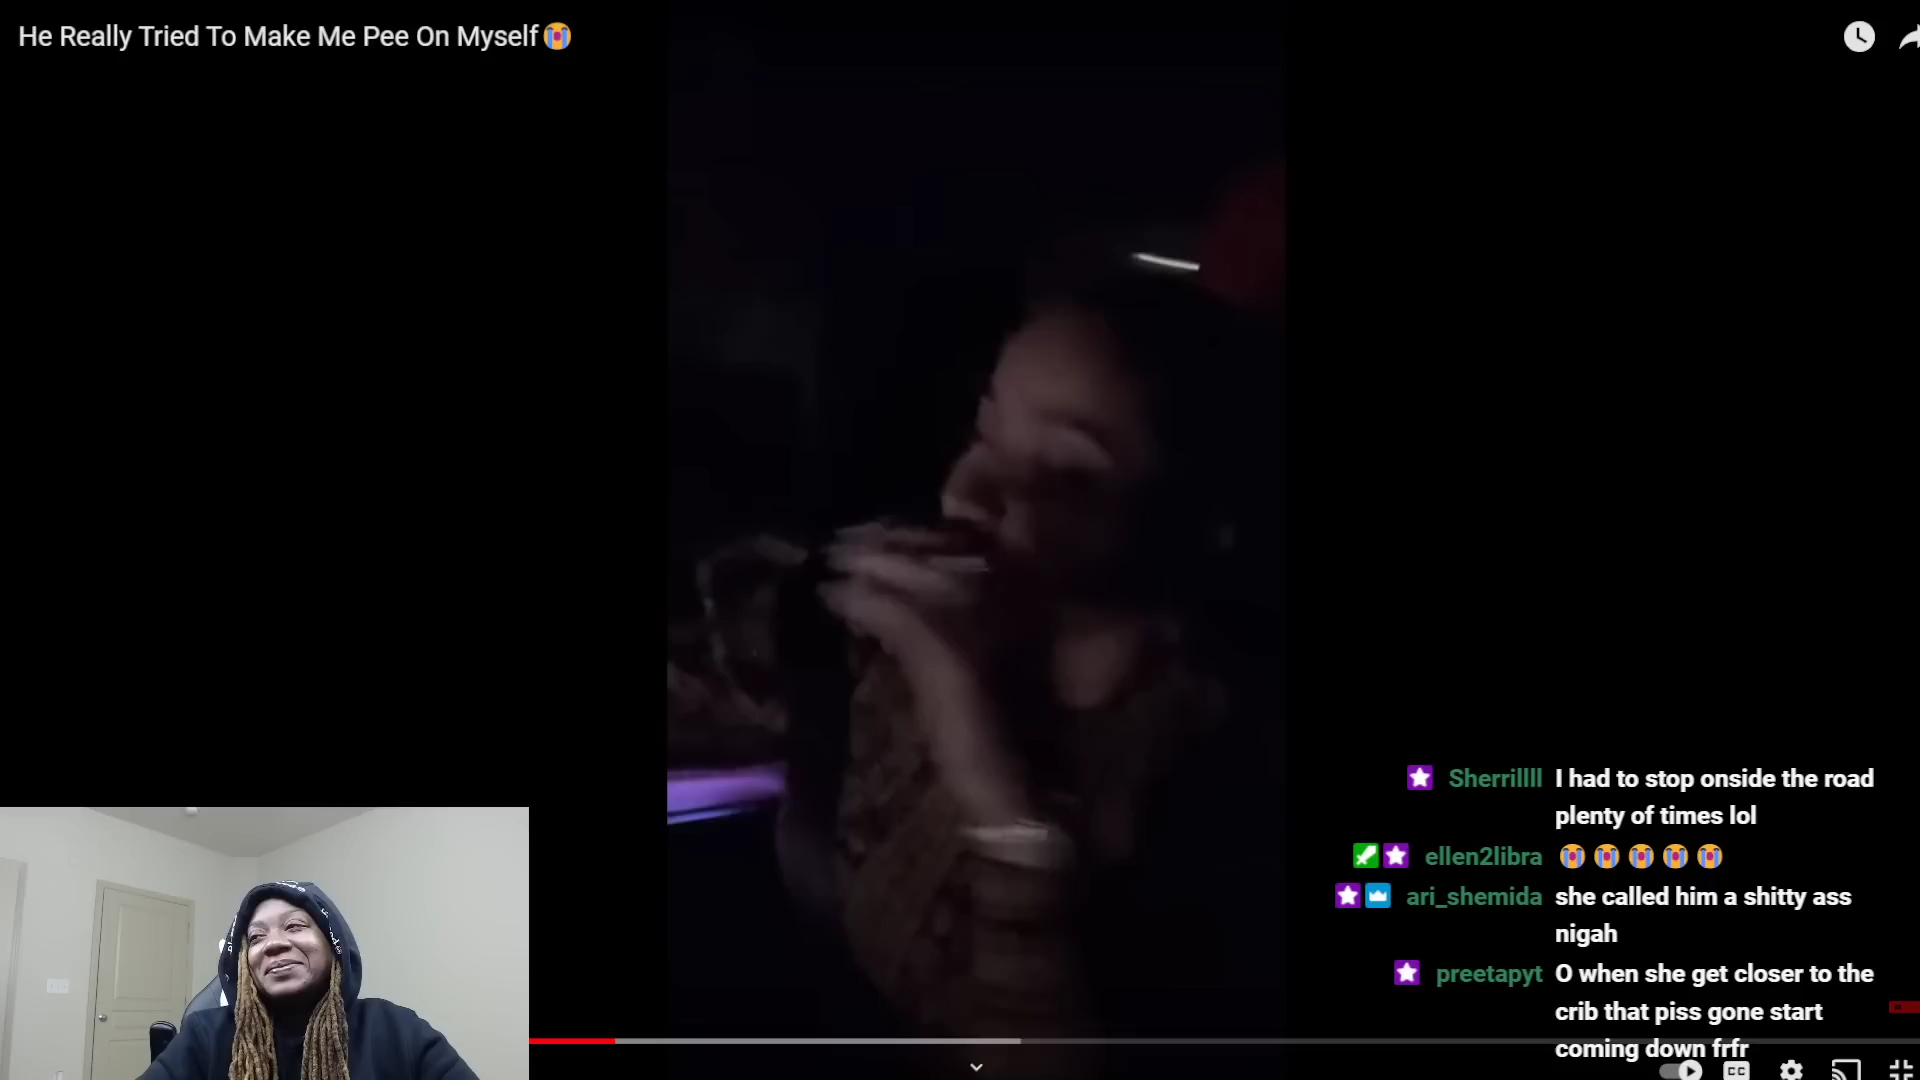 He Really Tried To Make Me Pee On Myself😭
Sherrillll I had to stop onside the road
plenty of times lol
ellen2libra 😭😭😭😭😭
ari_shemida she called him a shitty ass
nigah
preetapyt O when she get closer to the
crib that piss gone start
coming down frfr
CC